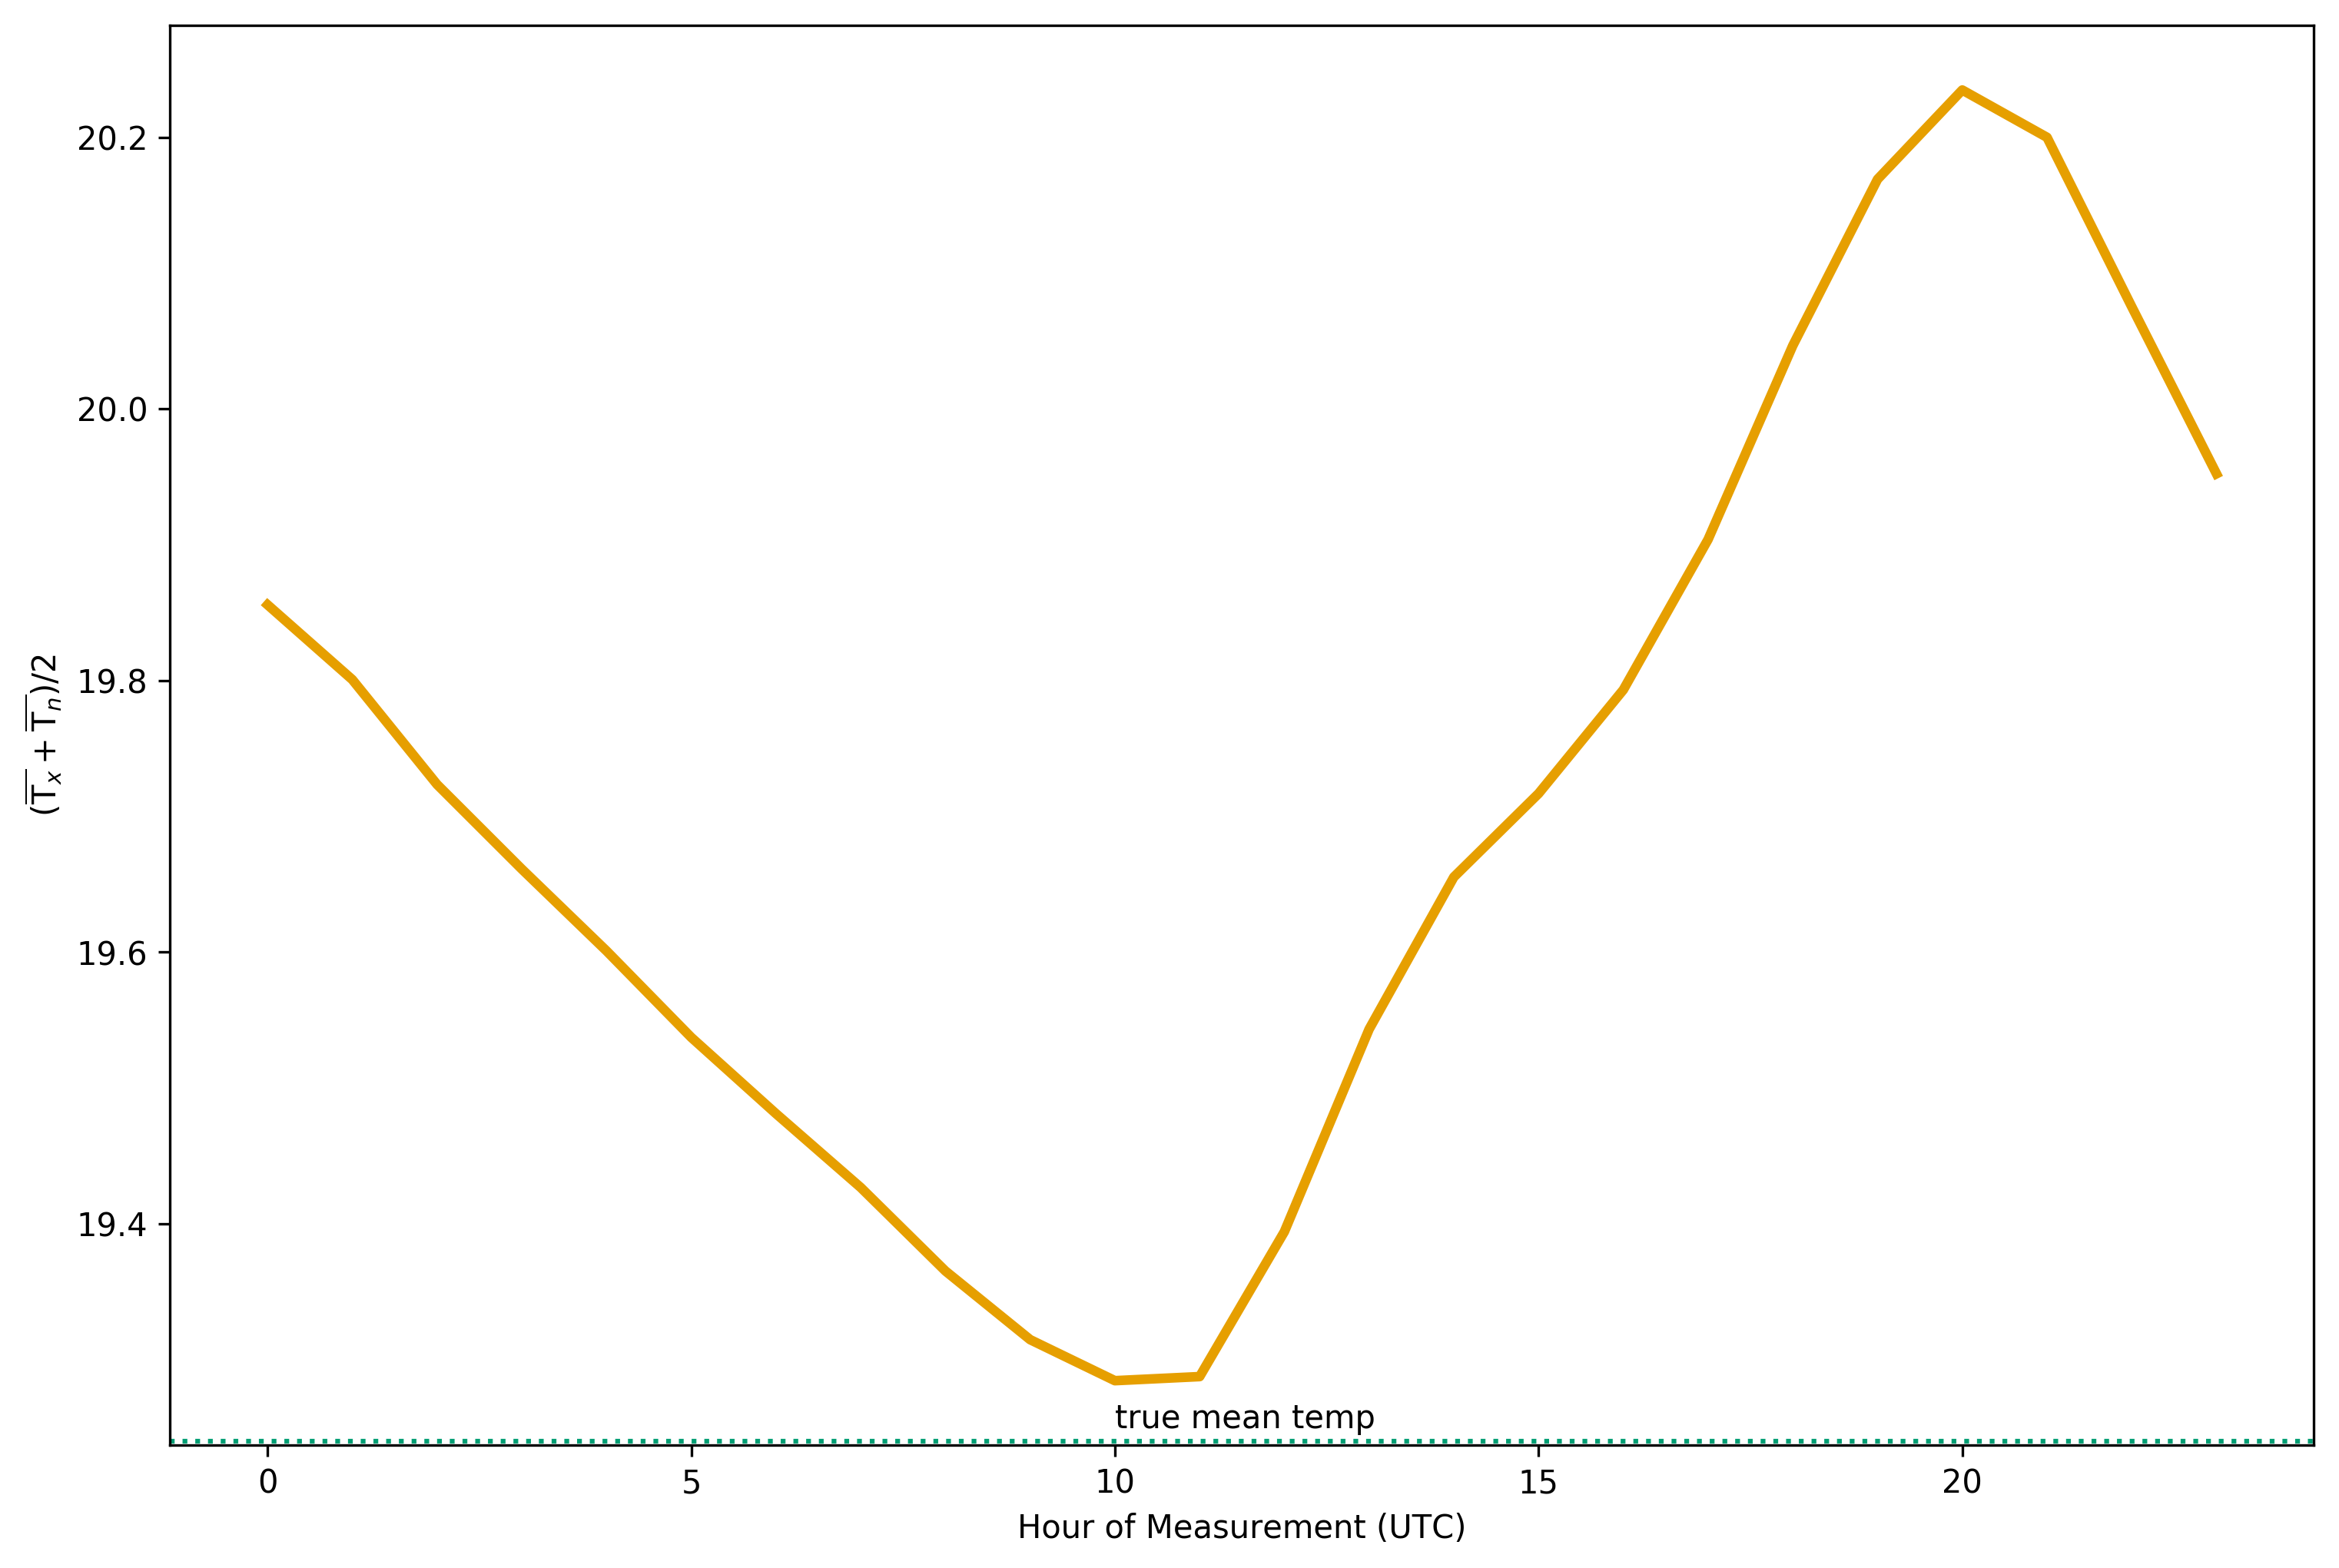 20.2
20.0
19.8
19.6
19.4
(T̅ₓ + T̅ₙ)/2
true mean temp
0 5 10 15 20
Hour of Measurement (UTC)